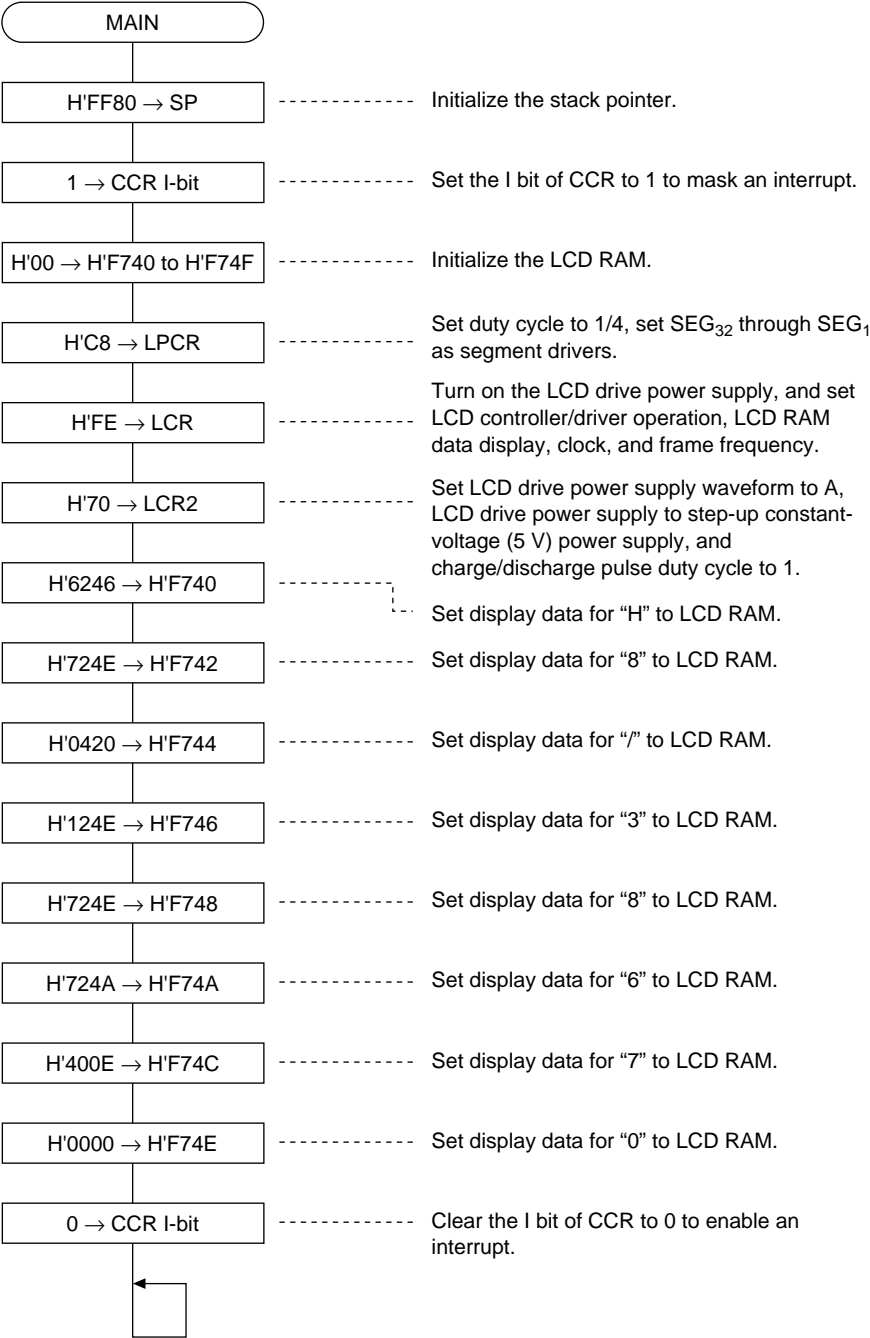 MAIN
H'FF80 → SP
Initialize the stack pointer.
1 → CCR I-bit
Set the I bit of CCR to 1 to mask an interrupt.
H'00 → H'F740 to H'F74F
Initialize the LCD RAM.
H'C8 → LPCR
Set duty cycle to 1/4, set SEG32 through SEG1
as segment drivers.
H'FE → LCR
Turn on the LCD drive power supply, and set
LCD controller/driver operation, LCD RAM
data display, clock, and frame frequency.
H'70 → LCR2
Set LCD drive power supply waveform to A,
LCD drive power supply to step-up constant-
voltage (5 V) power supply, and
charge/discharge pulse duty cycle to 1.
H'6246 → H'F740
Set display data for “H” to LCD RAM.
H'724E → H'F742
Set display data for “8” to LCD RAM.
H'0420 → H'F744
Set display data for “/” to LCD RAM.
H'124E → H'F746
Set display data for “3” to LCD RAM.
H'724E → H'F748
Set display data for “8” to LCD RAM.
H'724A → H'F74A
Set display data for “6” to LCD RAM.
H'400E → H'F74C
Set display data for “7” to LCD RAM.
H'0000 → H'F74E
Set display data for “0” to LCD RAM.
0 → CCR I-bit
Clear the I bit of CCR to 0 to enable an
interrupt.